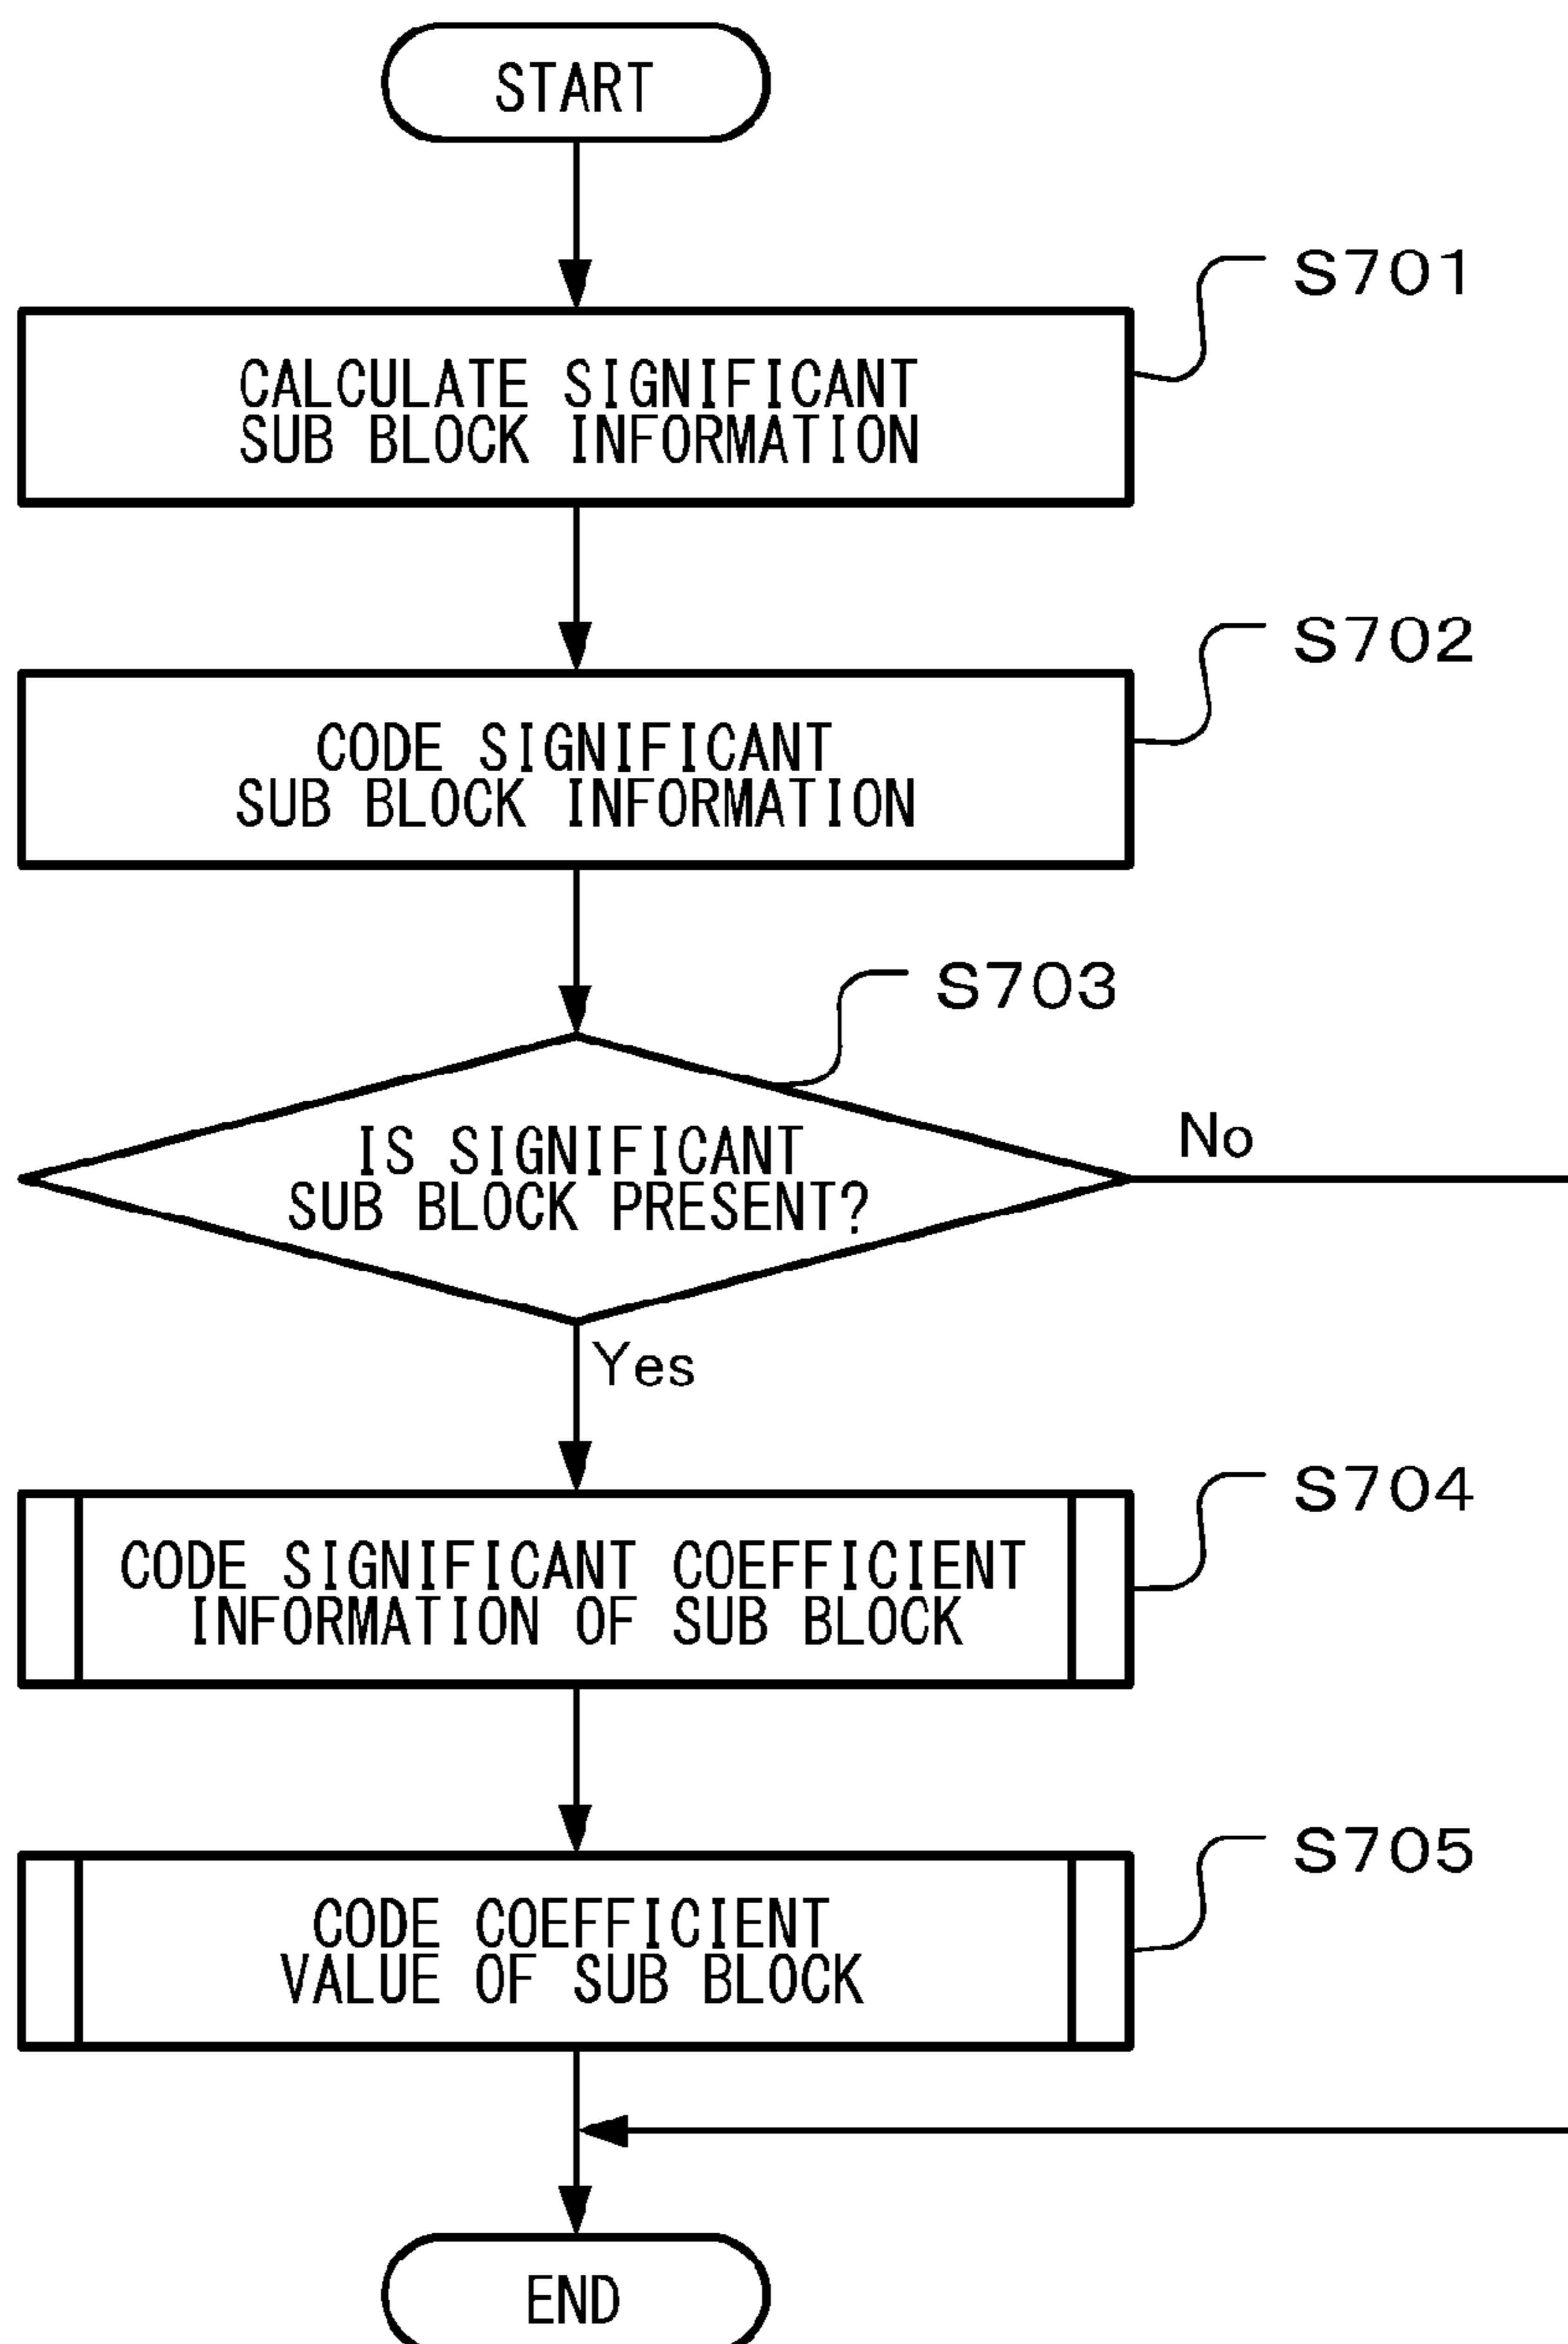 START
S701
CALCULATE SIGNIFICANT
SUB BLOCK INFORMATION
S702
CODE SIGNIFICANT
SUB BLOCK INFORMATION
S703
IS SIGNIFICANT
SUB BLOCK PRESENT?
No
Yes
S704
CODE SIGNIFICANT COEFFICIENT
INFORMATION OF SUB BLOCK
S705
CODE COEFFICIENT
VALUE OF SUB BLOCK
END